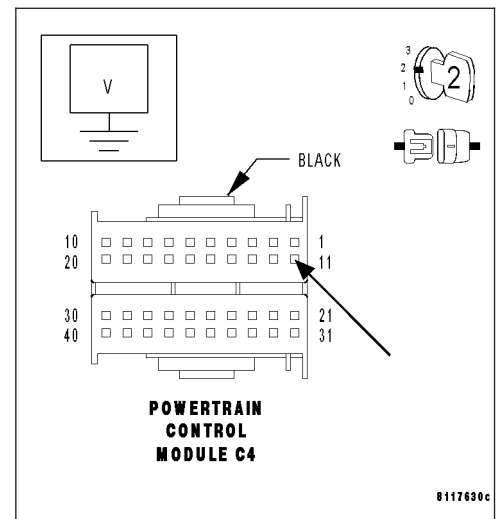 V
3
2
1
0
2
BLACK
10 1
20 11
30 21
40 31
POWERTRAIN
CONTROL
MODULE C4
8117630c